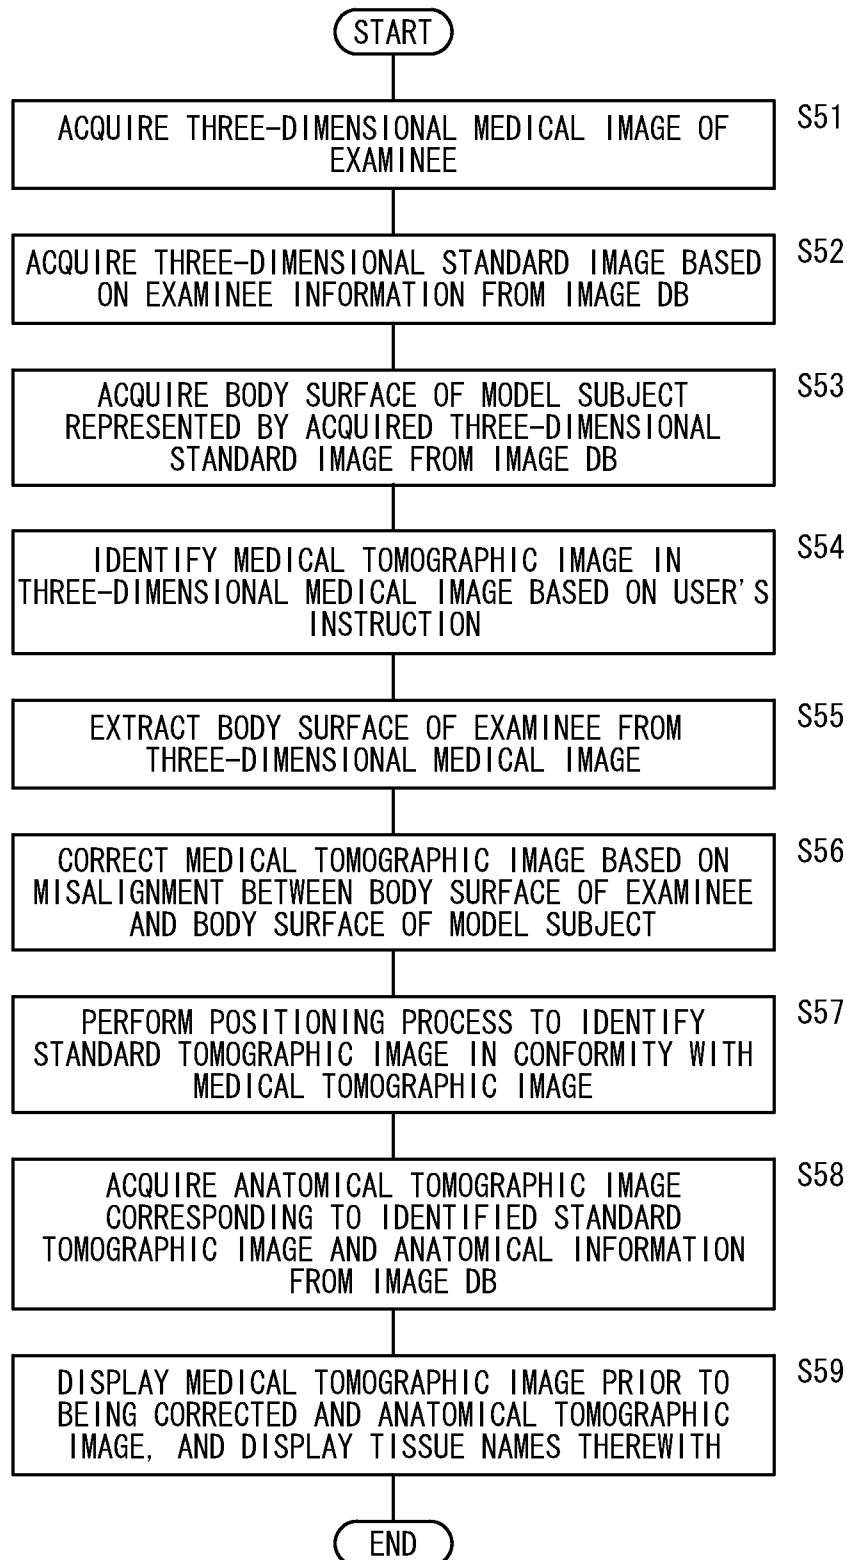 START
S51
ACQUIRE THREE-DIMENSIONAL MEDICAL IMAGE OF
EXAMINEE
S52
ACQUIRE THREE-DIMENSIONAL STANDARD IMAGE BASED
ON EXAMINEE INFORMATION FROM IMAGE DB
S53
ACQUIRE BODY SURFACE OF MODEL SUBJECT
REPRESENTED BY ACQUIRED THREE-DIMENSIONAL
STANDARD IMAGE FROM IMAGE DB
S54
IDENTIFY MEDICAL TOMOGRAPHIC IMAGE IN
THREE-DIMENSIONAL MEDICAL IMAGE BASED ON USER'S
INSTRUCTION
S55
EXTRACT BODY SURFACE OF EXAMINEE FROM
THREE-DIMENSIONAL MEDICAL IMAGE
S56
CORRECT MEDICAL TOMOGRAPHIC IMAGE BASED ON
MISALIGNMENT BETWEEN BODY SURFACE OF EXAMINEE
AND BODY SURFACE OF MODEL SUBJECT
S57
PERFORM POSITIONING PROCESS TO IDENTIFY
STANDARD TOMOGRAPHIC IMAGE IN CONFORMITY WITH
MEDICAL TOMOGRAPHIC IMAGE
S58
ACQUIRE ANATOMICAL TOMOGRAPHIC IMAGE
CORRESPONDING TO IDENTIFIED STANDARD
TOMOGRAPHIC IMAGE AND ANATOMICAL INFORMATION
FROM IMAGE DB
S59
DISPLAY MEDICAL TOMOGRAPHIC IMAGE PRIOR TO
BEING CORRECTED AND ANATOMICAL TOMOGRAPHIC
IMAGE, AND DISPLAY TISSUE NAMES THEREWITH
END